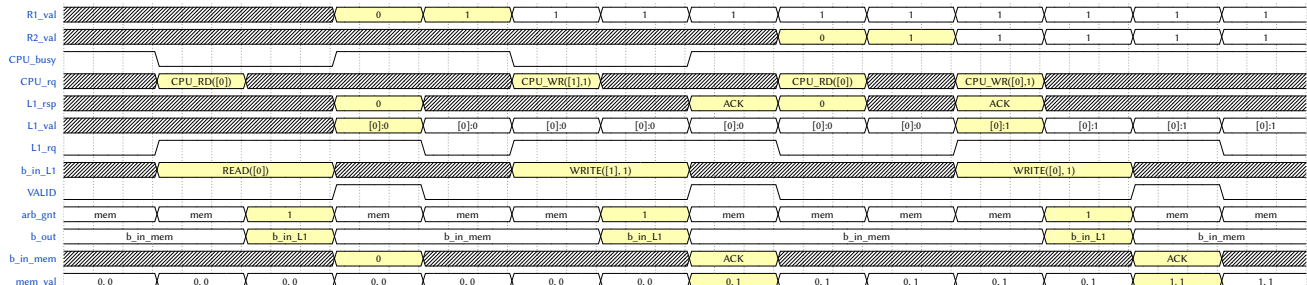 R1_val 0 1 1 1 1 1 1 1 1 1
R2_val 0 1 1 1 1 1
CPU_busy
CPU_rq CPU_RD([0]) CPU_WR([1],1) CPU_RD([0]) CPU_WR([0],1)
L1_rsp 0 ACK 0 ACK
L1_val [0]:0 [0]:0 [0]:0 [0]:0 [0]:0 [0]:0 [0]:0 [0]:1 [0]:1 [0]:1 [0]:1
L1_rq
b_in_L1 READ([0]) WRITE([1], 1) WRITE([0], 1)
VALID
arb_gnt mem mem 1 mem mem mem 1 mem mem mem mem 1 mem mem
b_out b_in_mem b_in_L1 b_in_mem b_in_L1 b_in_mem b_in_L1 b_in_mem
b_in_mem 0 ACK ACK
mem_val 0, 0 0, 0 0, 0 0, 0 0, 0 0, 0 0, 0 0, 1 0, 1 0, 1 0, 1 0, 1 1, 1 1, 1